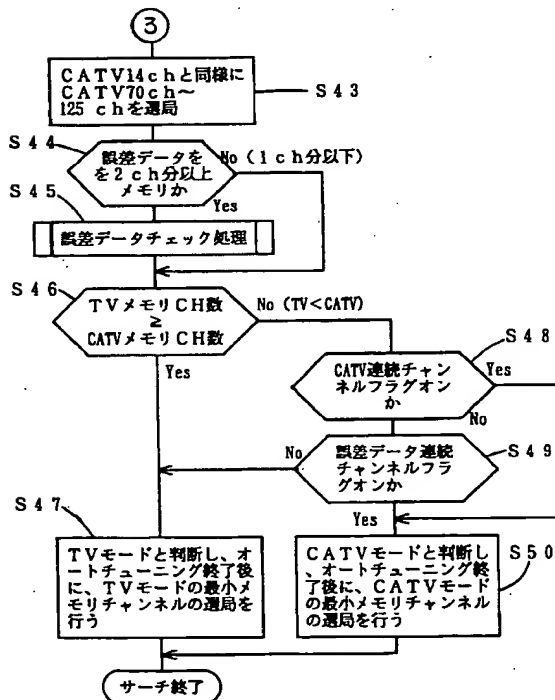 3
CATV14chと同様に
CATV70ch～
125 chを選局
S43
S44
誤差データを
を2ch分以上
メモリか
No (1ch分以下)
Yes
S45
誤差データチェック処理
S46
TVメモリCH数
≧
CATVメモリCH数
No (TV<CATV)
Yes
S48
CATV連続チャン
ネルフラグオン
か
Yes
No
S49
誤差データ連続
チャンネルフラ
グオンか
No
Yes
S47
TVモードと判断し、オ
ートチューニング終了後
に、TVモードの最小メ
モリチャンネルの選局を
行う
S50
CATVモードと判断し
、オートチューニング終
了後に、CATVモード
の最小メモリチャンネル
の選局を行う
サーチ終了